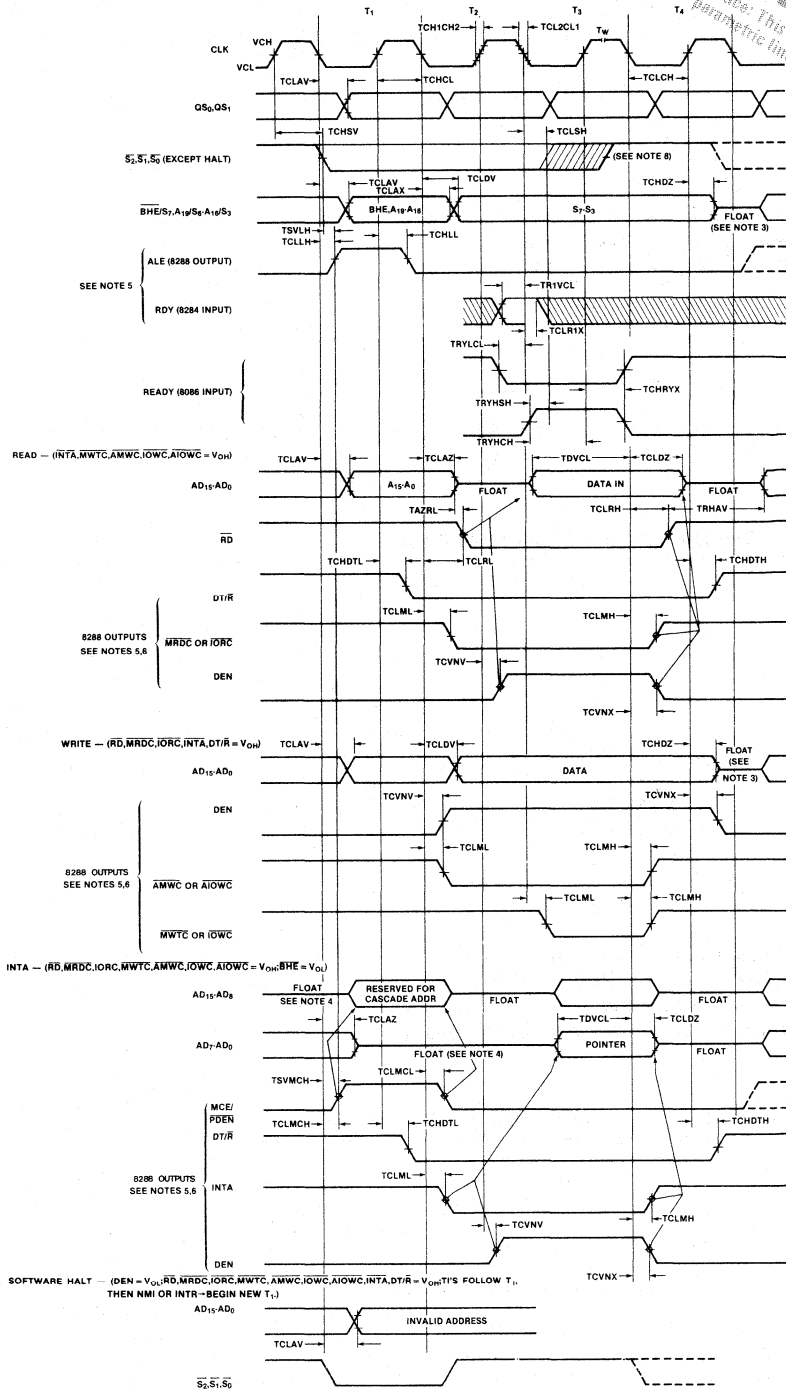 T1 T2 T3 T4
ice: This
parametric lim
TCH1CH2 TCL2CL1 TW
CLK VCH
VCL
TCLAV TCHCL TCLCH
QS0,QS1
TCHSV TCLSH
S2,S1,S0 (EXCEPT HALT) (SEE NOTE 8)
TCLAV TCLDV
TCLAX TCHDZ
BHE/S7,A19/S6-A16/S3 BHE, A19-A16 S7-S3 FLOAT
(SEE NOTE 3)
TSVLH
TCLLH TCHLL
ALE (8288 OUTPUT)
SEE NOTE 5 TR1VCL
RDY (8284 INPUT)
TCLR1X
TRYLCL
READY (8086 INPUT) TCHRYX
TRYHSH
TRYHCH
READ — (INTA,MWTC,AMWC,IOWC,AIOWC = VOH)
TCLAV TCLAZ TDVCL TCLDZ
AD15-AD0 A15-A0 FLOAT DATA IN FLOAT
TAZRL TCLRH TRHAV
RD
TCHDTL TCLRL TCHDTH
DT/R
TCLML TCLMH
8288 OUTPUTS
SEE NOTES 5,6 MRDC OR IORC
TCVNV
DEN
TCVNX
WRITE — (RD,MRDC,IORC,INTA,DT/R = VOH)
TCLAV TCLDV TCHDZ FLOAT
(SEE
NOTE 3)
AD15-AD0 DATA
TCVNV TCVNX
DEN
TCLML TCLMH
8288 OUTPUTS
SEE NOTES 5,6 AMWC OR AIOWC
TCLML TCLMH
MWTC OR IOWC
INTA — (RD,MRDC,IORC,MWTC,AMWC,IOWC,AIOWC = VOH;BHE = VOL)
AD15-AD8 FLOAT
SEE NOTE 4 RESERVED FOR
CASCADE ADDR FLOAT FLOAT
TCLAZ TDVCL TCLDZ
AD7-AD0 FLOAT (SEE NOTE 4) POINTER FLOAT
TSVMCH TCLMCL
MCE/
PDEN
TCLMCH TCHDTL TCHDTH
DT/R
8288 OUTPUTS
SEE NOTES 5,6 INTA TCLML
TCVNV TCLMH
DEN
TCVNX
SOFTWARE HALT — (DEN = VOL;RD,MRDC,IORC,MWTC,AMWC,IOWC,AIOWC,INTA,DT/R = VOH;TI'S FOLLOW T1,
THEN NMI OR INTR→BEGIN NEW T1.)
AD15-AD0 INVALID ADDRESS
TCLAV
S2,S1,S0